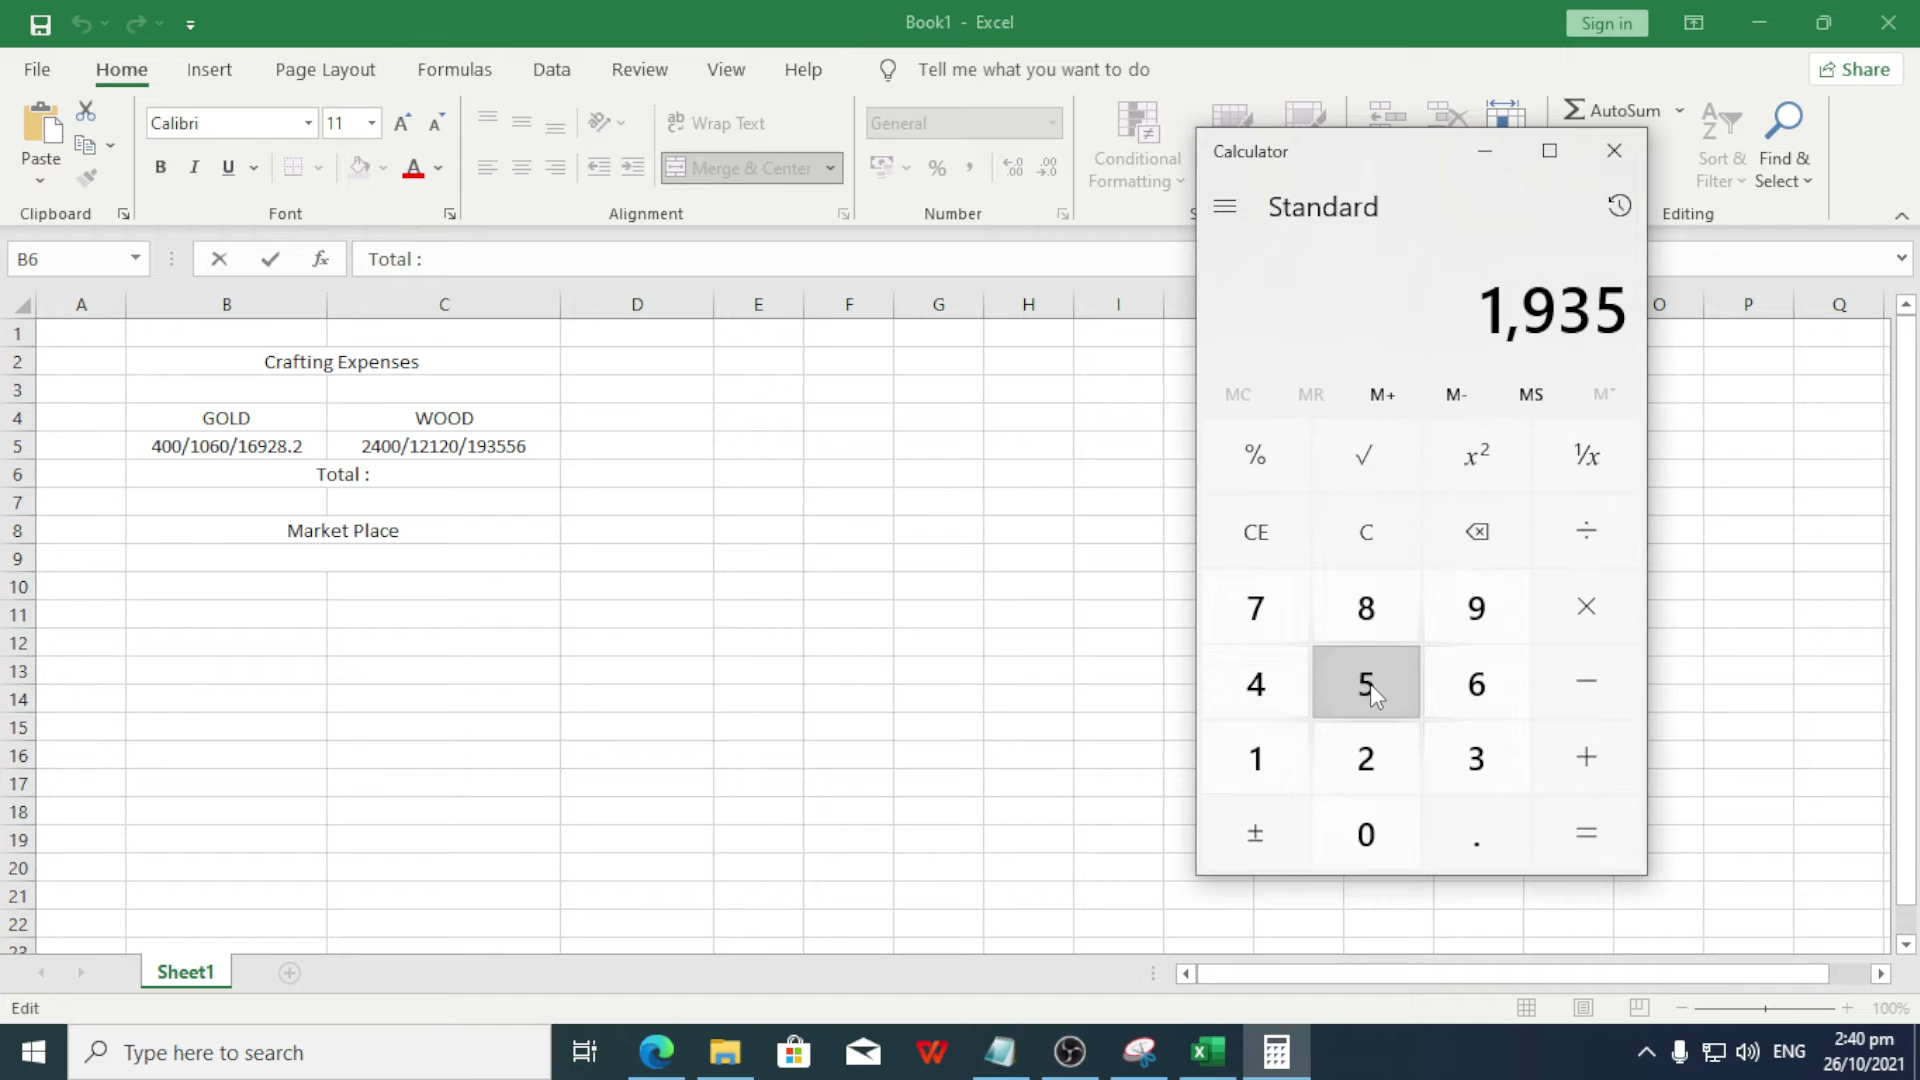 Book1 - Excel
Sign in
File Home Insert Page Layout Formulas Data Review View Help Tell me what you want to do
Share
Calibri 11
Wrap Text
General
AutoSum
Paste
B I U
Merge & Center
%
Conditional
Formatting
Sort &
Filter
Find &
Select
Clipboard Font Alignment Number Editing
B6 fx Total :
A B C D E F G H I O P Q
1
2 Crafting Expenses
3
4 GOLD WOOD
5 400/1060/16928.2 2400/12120/193556
6 Total :
7
8 Market Place
9
10
11
12
13
14
15
16
17
18
19
20
21
22
23
Calculator
Standard
1,935
MC MR M+ M- MS M˅
% √ x² ¹/x
CE C ÷
7 8 9 ×
4 5 6 −
1 2 3 +
± 0 . =
Sheet1
Edit
100%
Type here to search
ENG
2:40 pm
26/10/2021